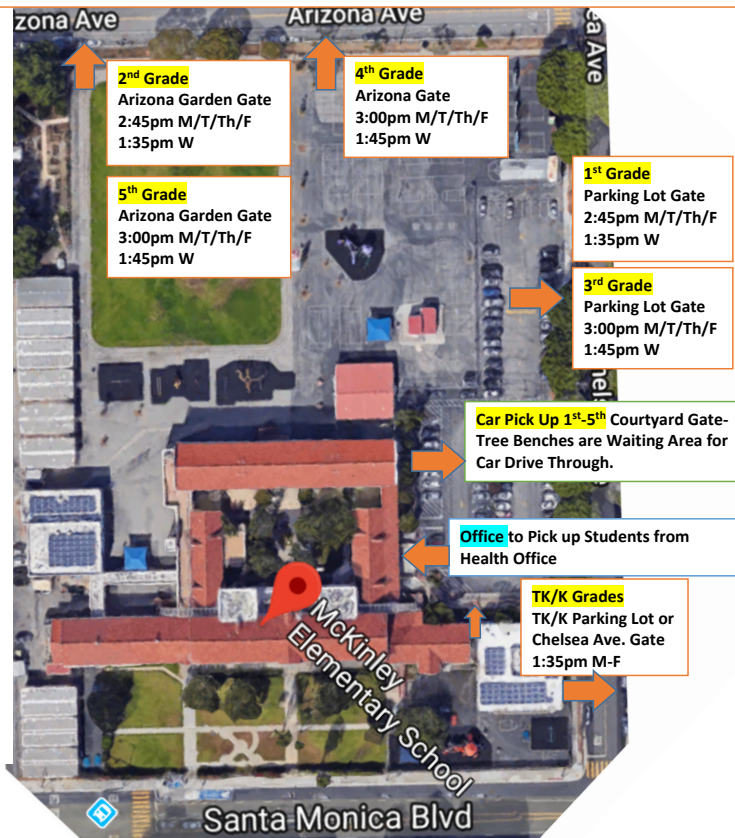 zona Ave
Arizona Ave
ea Ave
2nd Grade
Arizona Garden Gate
2:45pm M/T/Th/F
1:35pm W
4th Grade
Arizona Gate
3:00pm M/T/Th/F
1:45pm W
5th Grade
Arizona Garden Gate
3:00pm M/T/Th/F
1:45pm W
1st Grade
Parking Lot Gate
2:45pm M/T/Th/F
1:35pm W
3rd Grade
Parking Lot Gate
3:00pm M/T/Th/F
1:45pm W
hels
Car Pick Up 1st-5th Courtyard Gate-
Tree Benches are Waiting Area for
Car Drive Through.
Office to Pick up Students from
Health Office
TK/K Grades
TK/K Parking Lot or
Chelsea Ave. Gate
1:35pm M-F
McKinley
Elementary School
Santa Monica Blvd